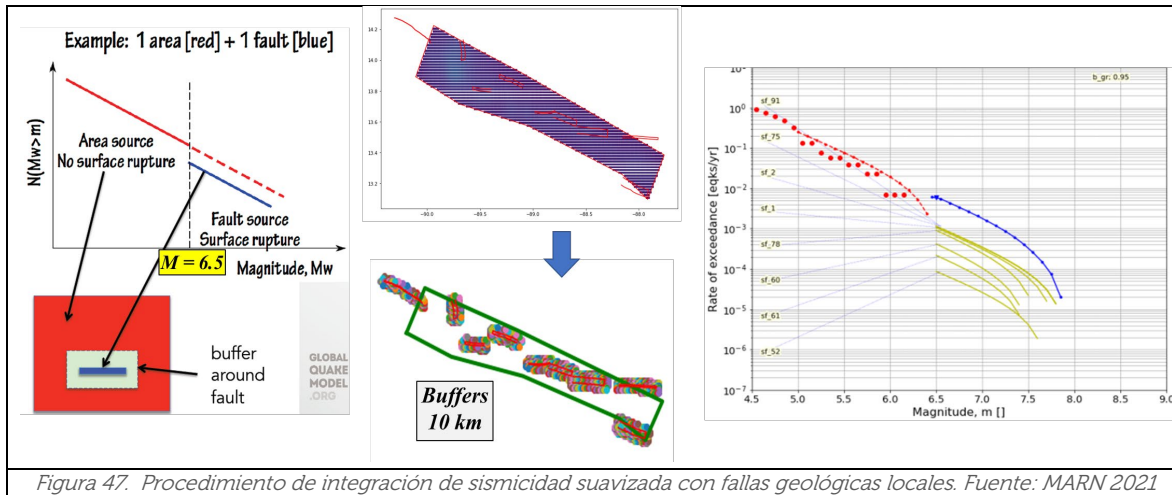 Example: 1 area [red] + 1 fault [blue]
N(Mw>m)
Area source
No surface rupture
Fault source
Surface rupture
M = 6.5
Magnitude, Mw
buffer
around
fault
GLOBAL
QUAKE
MODEL
.ORG
14.2
14.0
13.8
13.6
13.4
13.2
−90.0
−89.5
−89.0
−88.5
−88.0
Buffers
10 km
b_gr: 0.95
Rate of exceedance [eqks/yr]
10^1
10^0
10^-1
10^-2
10^-3
10^-4
10^-5
10^-6
10^-7
sf_91
sf_75
sf_2
sf_1
sf_78
sf_60
sf_61
sf_52
4.5 5.0 5.5 6.0 6.5 7.0 7.5 8.0 8.5 9.0
Magnitude, m []
Figura 47. Procedimiento de integración de sismicidad suavizada con fallas geológicas locales. Fuente: MARN 2021